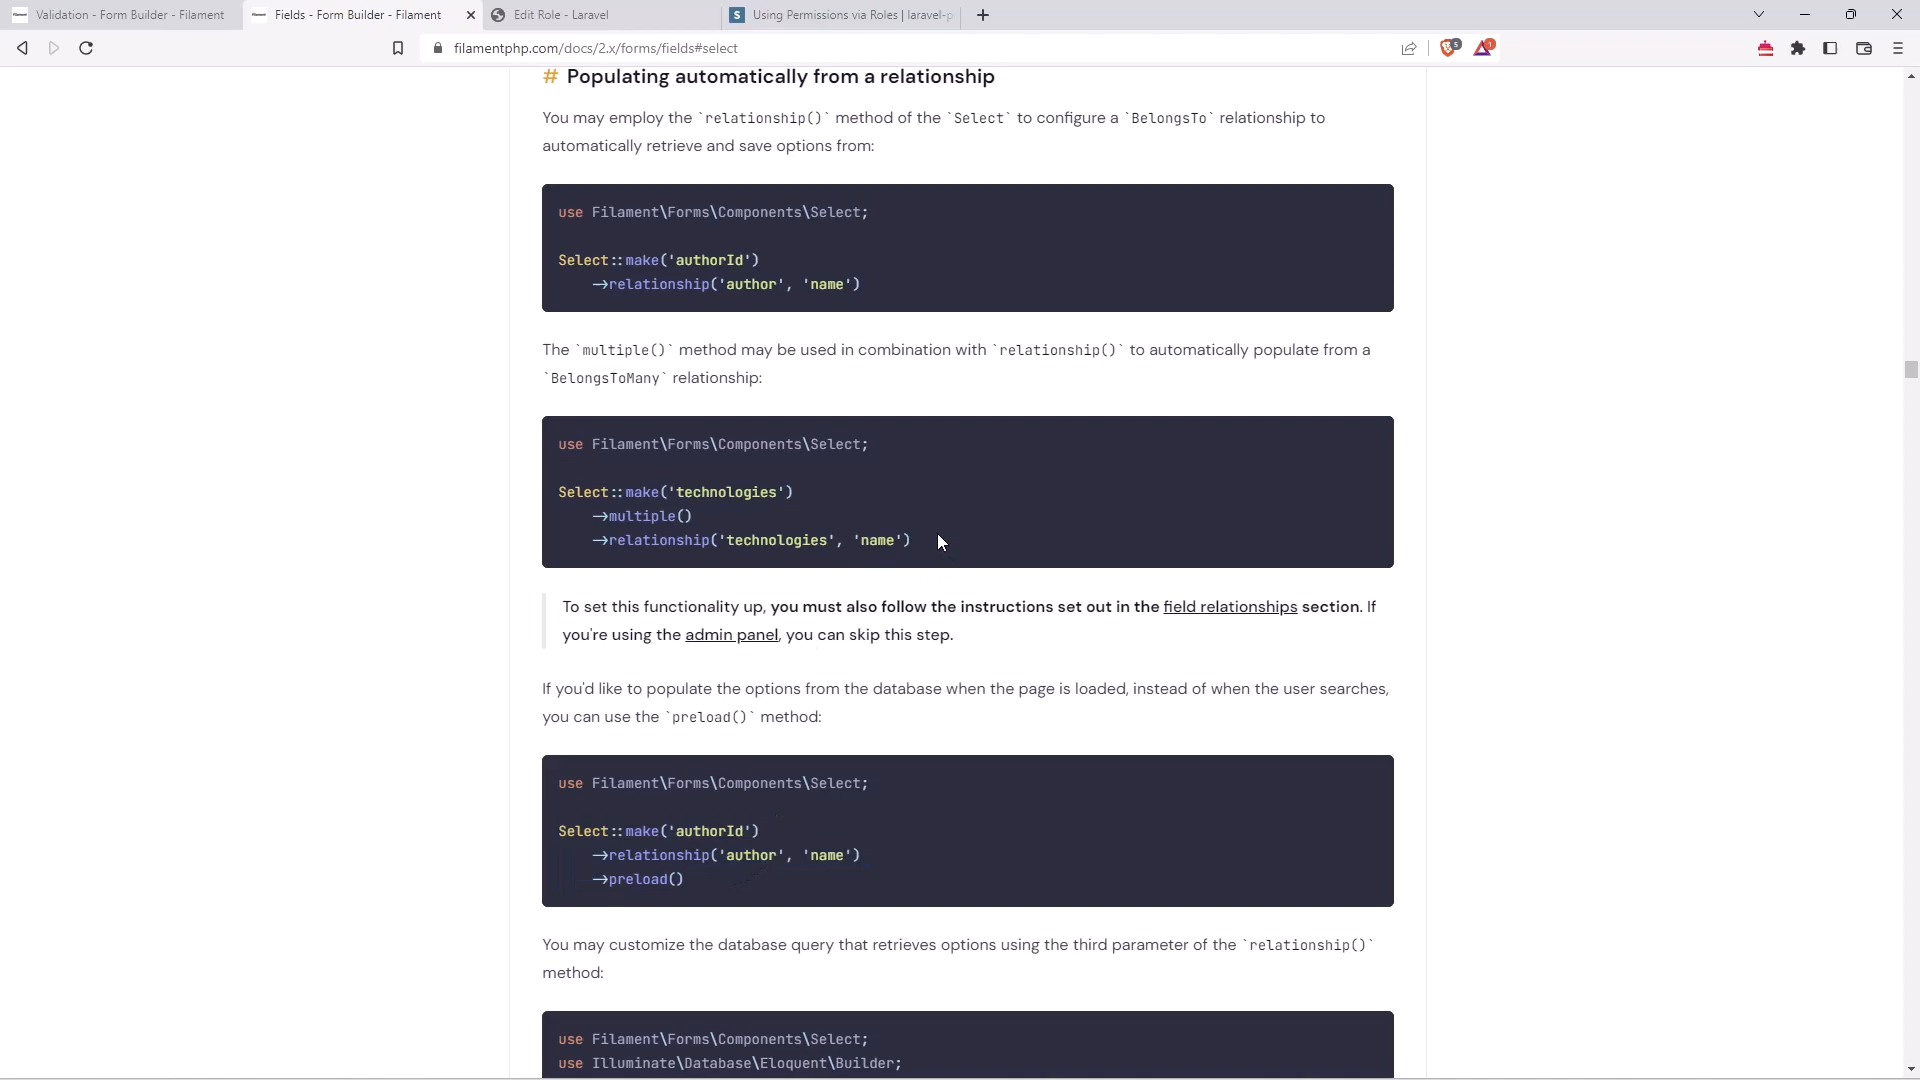 Validation - Form Builder - Filament
Fields - Form Builder - Filament
Edit Role - Laravel
Using Permissions via Roles | laravel-p
filamentphp.com/docs/2.x/forms/fields#select
5
1
# Populating automatically from a relationship
You may employ the `relationship()` method of the `Select` to configure a `BelongsTo` relationship to
automatically retrieve and save options from:
use Filament\Forms\Components\Select;
Select::make('authorId')
->relationship('author', 'name')
The `multiple()` method may be used in combination with `relationship()` to automatically populate from a
`BelongsToMany` relationship:
use Filament\Forms\Components\Select;
Select::make('technologies')
->multiple()
->relationship('technologies', 'name')
To set this functionality up, you must also follow the instructions set out in the field relationships section. If
you're using the admin panel, you can skip this step.
If you'd like to populate the options from the database when the page is loaded, instead of when the user searches,
you can use the `preload()` method:
use Filament\Forms\Components\Select;
Select::make('authorId')
->relationship('author', 'name')
->preload()
You may customize the database query that retrieves options using the third parameter of the `relationship()`
method:
use Filament\Forms\Components\Select;
use Illuminate\Database\Eloquent\Builder;